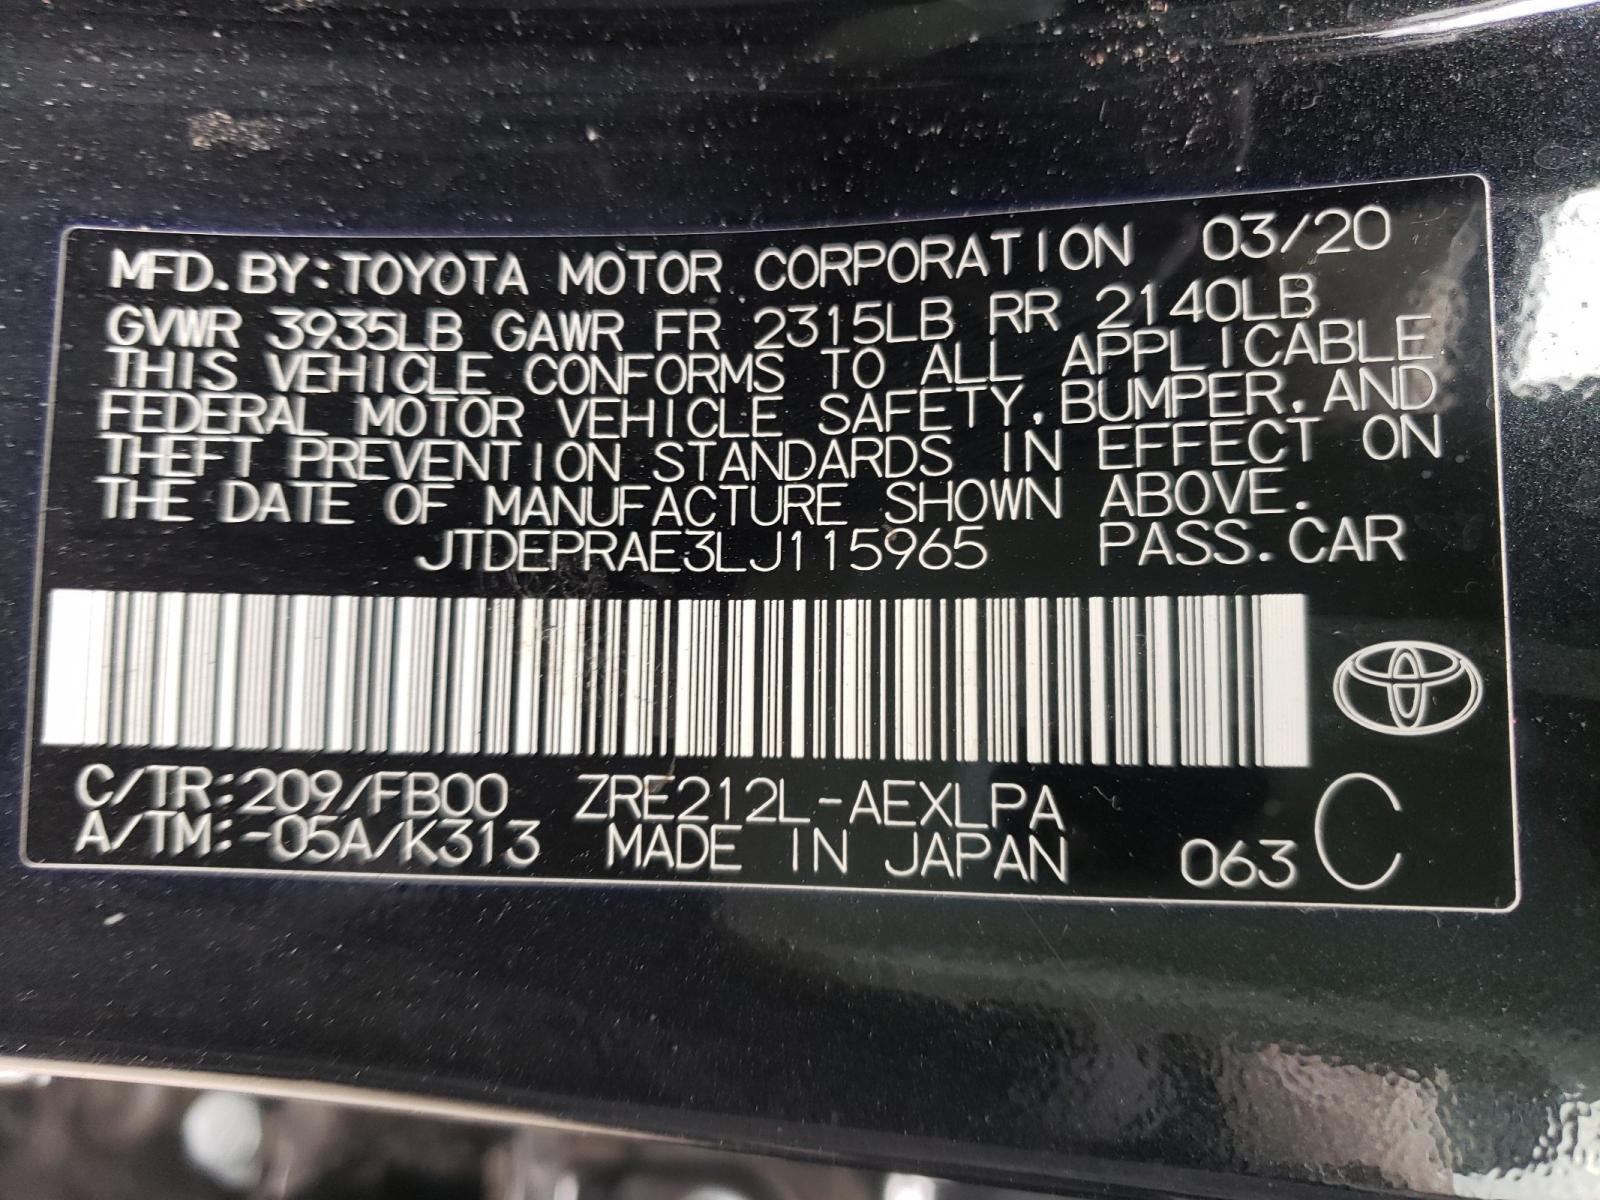 MFD.BY:TOYOTA MOTOR CORPORATION 03/20
GVWR 3935LB GAWR FR 2315LB RR 2140LB
THIS VEHICLE CONFORMS TO ALL APPLICABLE
FEDERAL MOTOR VEHICLE SAFETY,BUMPER,AND
THEFT PREVENTION STANDARDS IN EFFECT ON
THE DATE OF MANUFACTURE SHOWN ABOVE.
JTDEPRAE3LJ115965 PASS.CAR
C/TR:209/FB00 ZRE212L-AEXLPA
A/TM:-05A/K313 MADE IN JAPAN 063 C